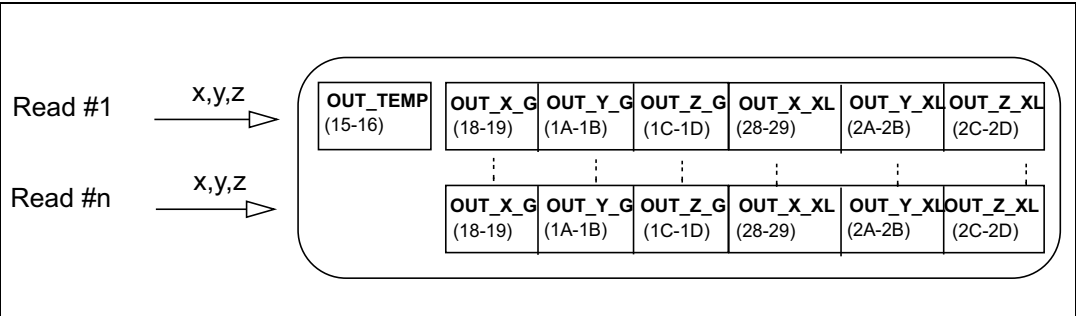 x,y,z
Read #1
OUT_TEMP OUT_X_G OUT_Y_G OUT_Z_G OUT_X_XL OUT_Y_XL OUT_Z_XL
(15-16) (18-19) (1A-1B) (1C-1D) (28-29) (2A-2B) (2C-2D)
x,y,z
Read #n
OUT_X_G OUT_Y_G OUT_Z_G OUT_X_XL OUT_Y_XL OUT_Z_XL
(18-19) (1A-1B) (1C-1D) (28-29) (2A-2B) (2C-2D)